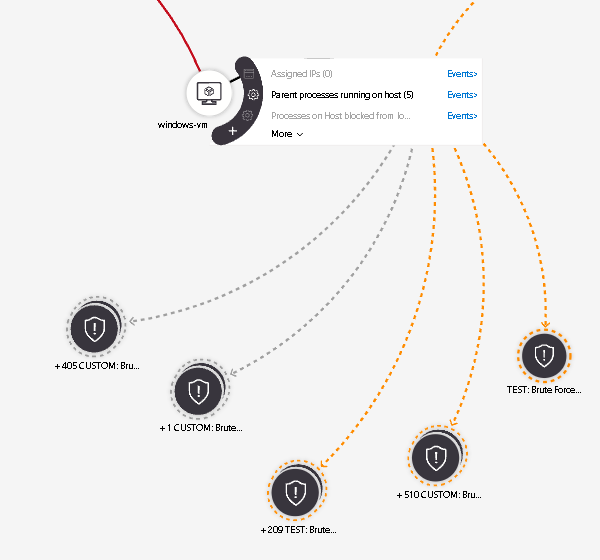 Assigned IPs (0) Events>
Parent processes running on host (5) Events>
Processes on Host blocked from lo... Events>
More
windows-vm
+ 405 CUSTOM: Bru...
+ 1 CUSTOM: Brute...
TEST: Brute Force...
+ 510 CUSTOM: Bru...
+ 209 TEST: Brute...